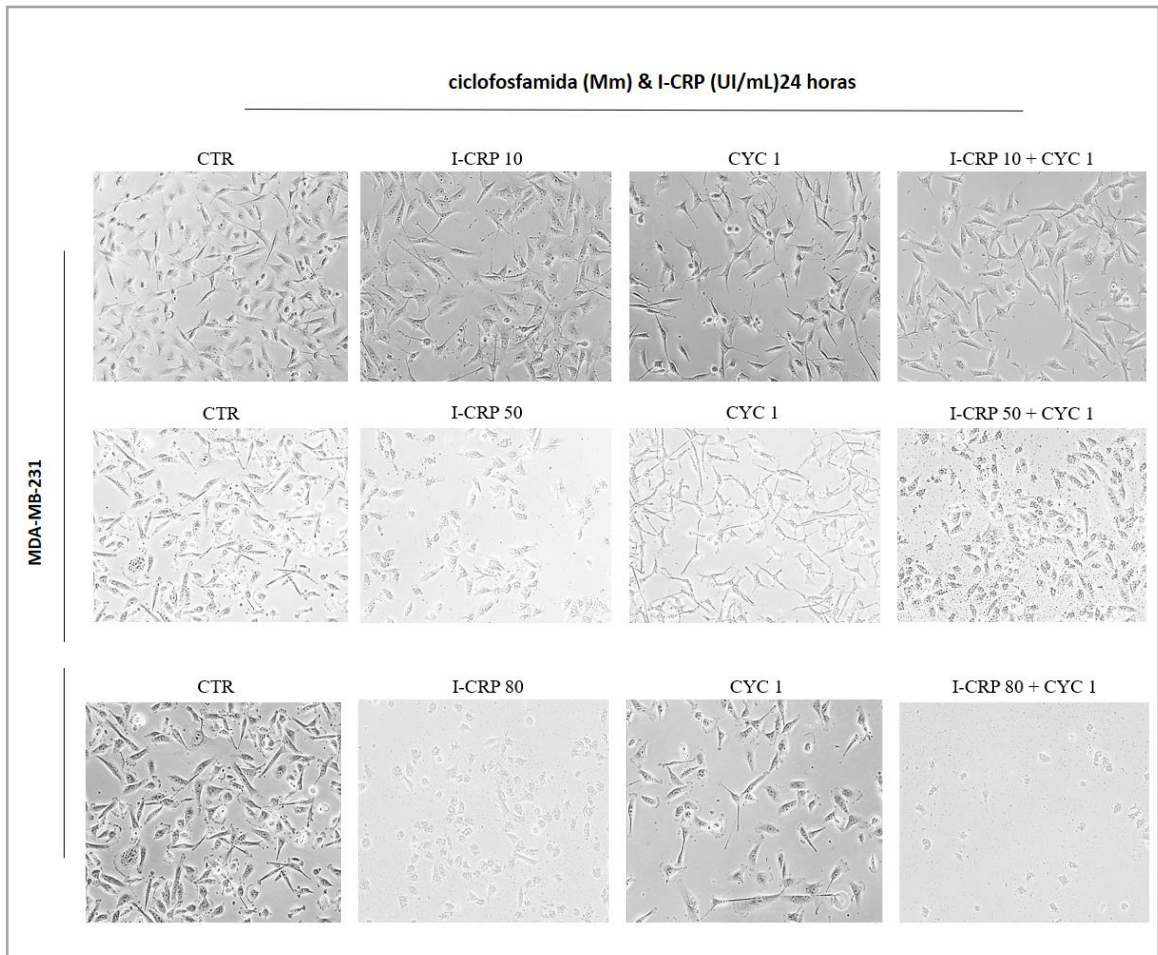 ciclofosfamida (Mm) & I-CRP (UI/mL)24 horas
CTR I-CRP 10 CYC 1 I-CRP 10 + CYC 1
CTR I-CRP 50 CYC 1 I-CRP 50 + CYC 1
MDA-MB-231
CTR I-CRP 80 CYC 1 I-CRP 80 + CYC 1